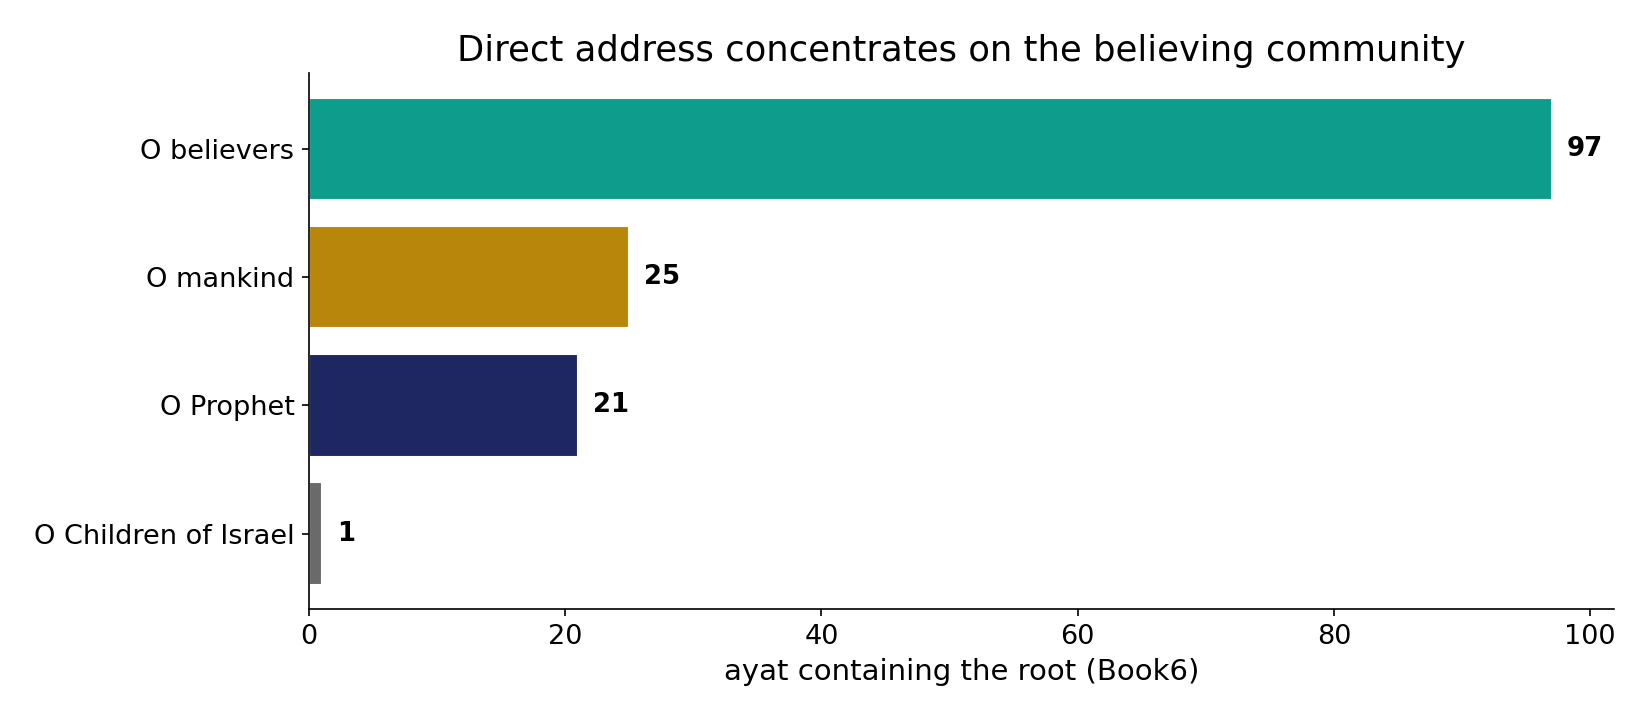 Direct address concentrates on the believing community
O believers
97
O mankind
25
O Prophet
21
O Children of Israel
1
0 20 40 60 80 100
ayat containing the root (Book6)